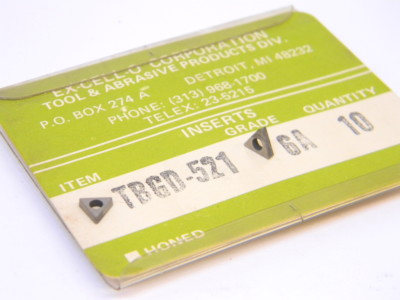 EX-CELL-O CORPORATION
TOOL & ABRASIVE PRODUCTS DIV.
P.O. BOX 274 DETROIT, MI 48232
PHONE: (313) 968-1700
TELEX: 23-5215
INSERTS
ITEM GRADE QUANTITY
TBGD-521 6A 10
HONED